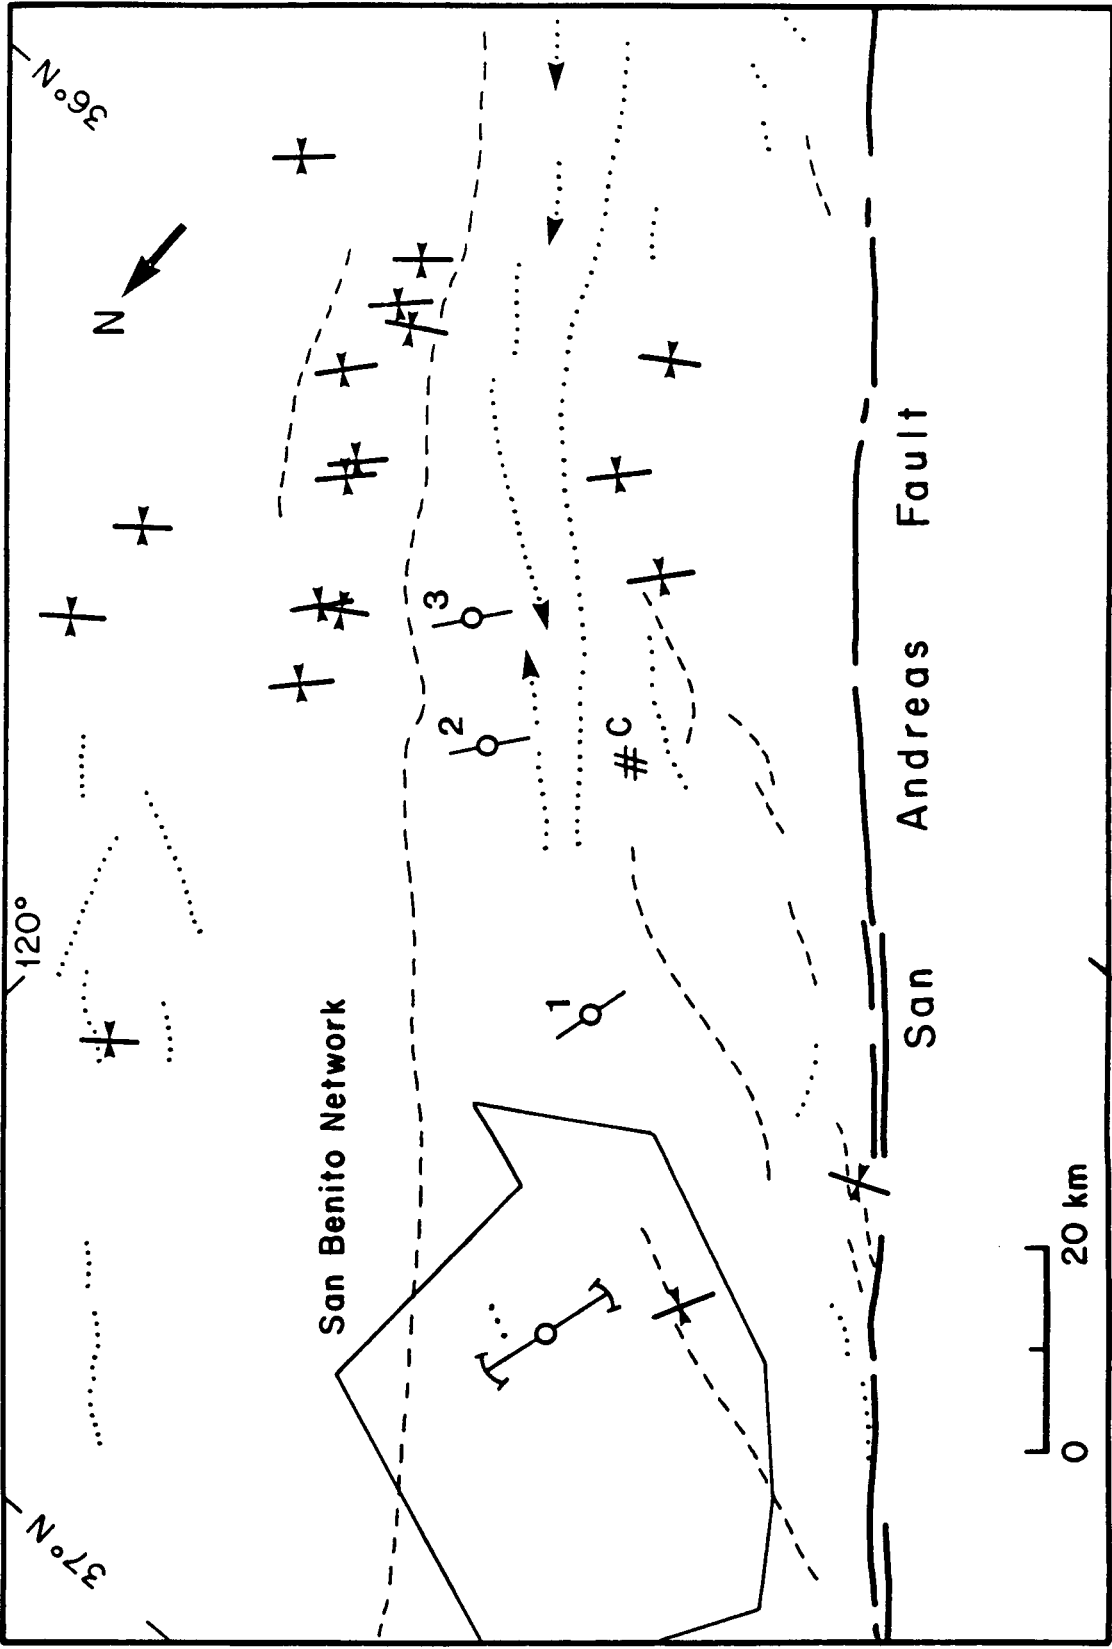 36°N
N
120°
37°N
San Benito Network
1
2
3
# C
San Andreas Fault
0 20 km